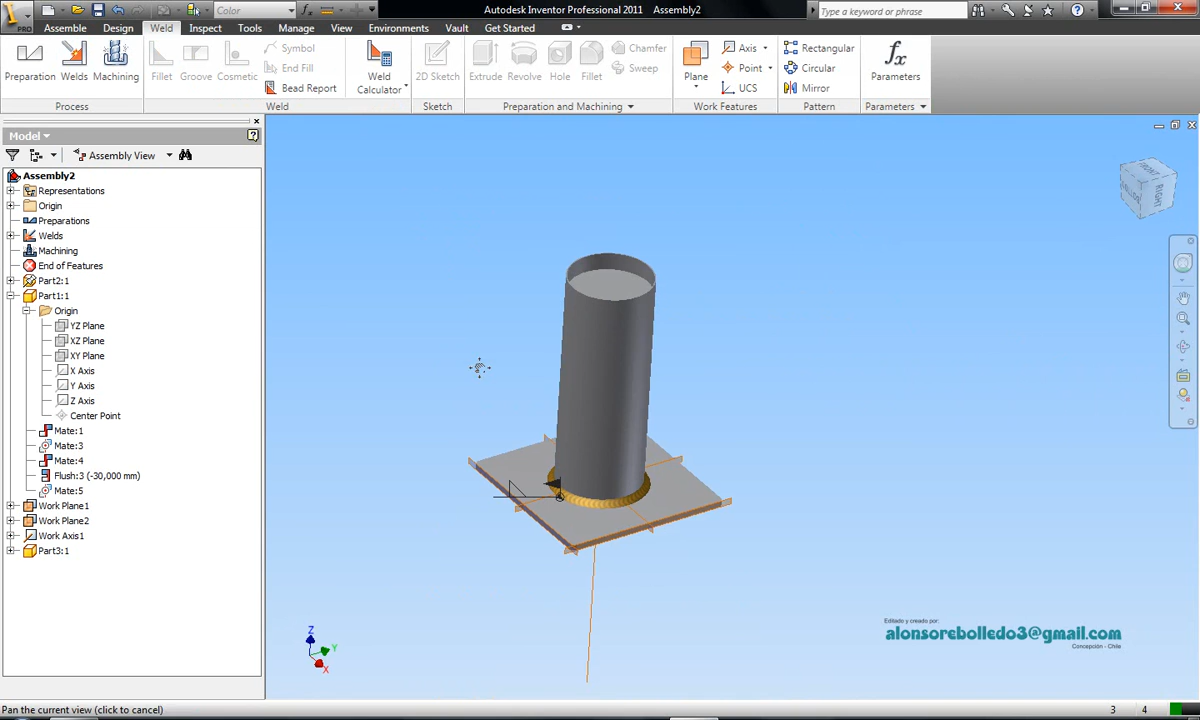 Color
Autodesk Inventor Professional 2011 Assembly2
Type a keyword or phrase
PRO
Assemble Design Weld Inspect Tools Manage View Environments Vault Get Started
Preparation Welds Machining
Process
Fillet Groove Cosmetic
Symbol
End Fill
Bead Report
Weld
Calculator
Weld
2D Sketch
Sketch
Extrude Revolve Hole Fillet
Chamfer
Sweep
Preparation and Machining
Plane
Axis
Point
UCS
Work Features
Rectangular
Circular
Mirror
Pattern
fx
Parameters
Parameters
Model
Assembly View
Assembly2
Representations
Origin
Preparations
Welds
Machining
End of Features
Part2:1
Part1:1
Origin
YZ Plane
XZ Plane
XY Plane
X Axis
Y Axis
Z Axis
Center Point
Mate:1
Mate:3
Mate:4
Flush:3 (-30,000 mm)
Mate:5
Work Plane1
Work Plane2
Work Axis1
Part3:1
FRONT
RIGHT
Z
Y
X
Editado y creado por:
alonsorebolledo3@gmail.com
Concepción - Chile
Pan the current view (click to cancel)
3 4